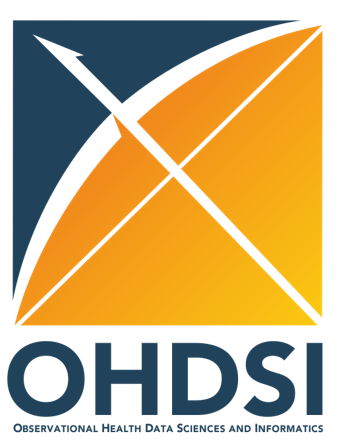 OHDSI
OBSERVATIONAL HEALTH DATA SCIENCES AND INFORMATICS